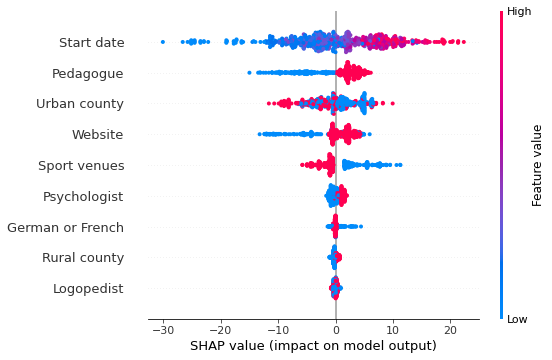 High
Start date
Pedagogue
Urban county
Website
Sport venues
Psychologist
German or French
Rural county
Logopedist
Feature value
Low
−30 −20 −10 0 10 20
SHAP value (impact on model output)